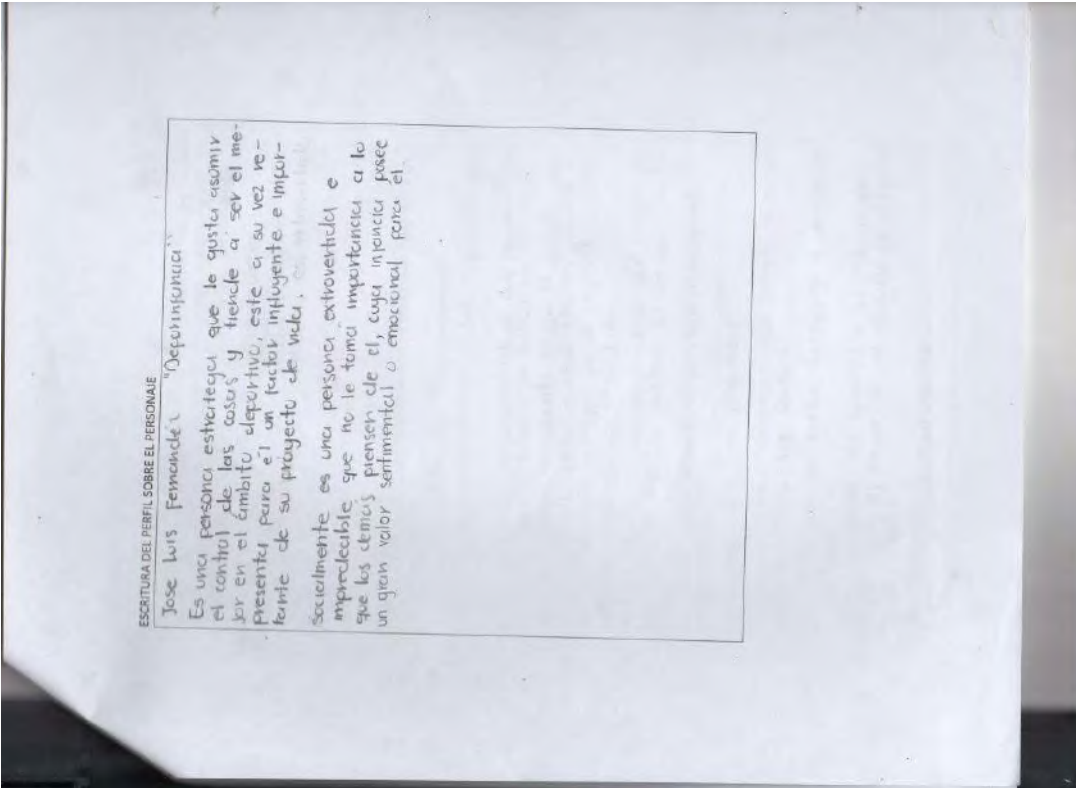 ESCRITURA DEL PERFIL SOBRE EL PERSONAJE
Jose Luis Fernandez "Deporinfancia"
Es una persona estratega que le gusta asumir
el control de las cosas y tiende a ser el me-
jor en el ámbito deportivo, este a su vez re-
presenta para él un factor influyente e impor-
tante de su proyecto de vida.
Socialmente es una persona extrovertida e
impredecible que no le toma importancia a lo
que los demas piensen de el, cuya infancia posee
un gran valor sentimental o emocional para el.